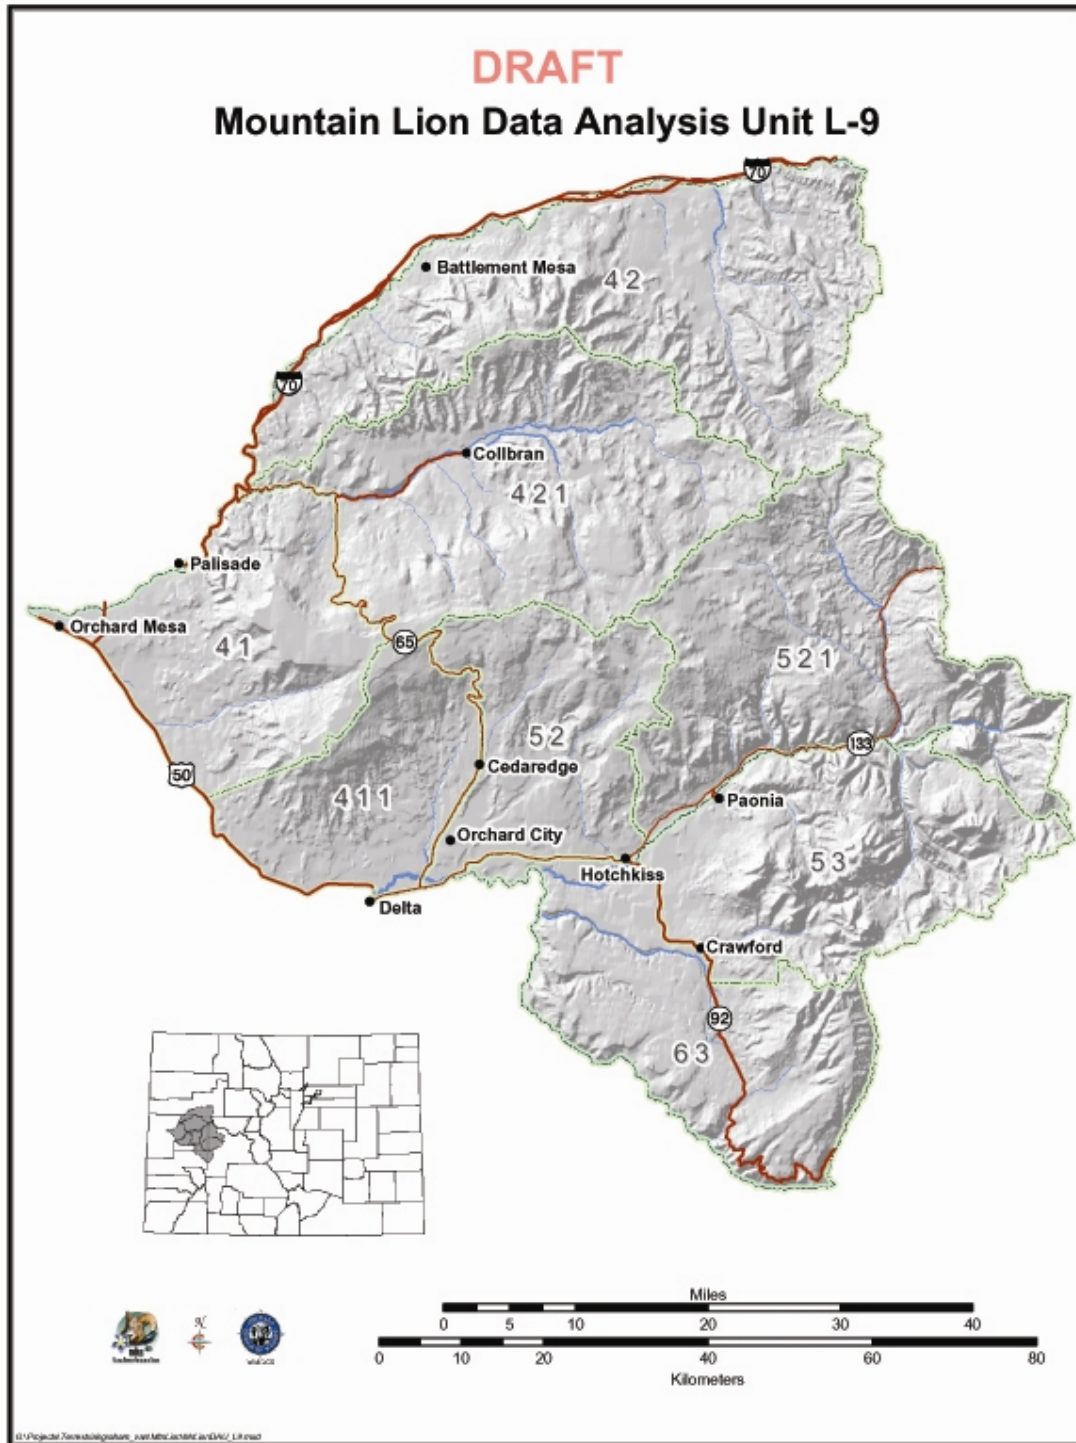 DRAFT
Mountain Lion Data Analysis Unit L-9
70
Battlement Mesa
42
70
Collbran
421
Palisade
Orchard Mesa
41
65
521
52
133
50
Cedaredge
411
Paonia
Orchard City
53
Hotchkiss
Delta
Crawford
92
63
Miles
0 5 10 20 30 40
0 10 20 40 60 80
Kilometers
N